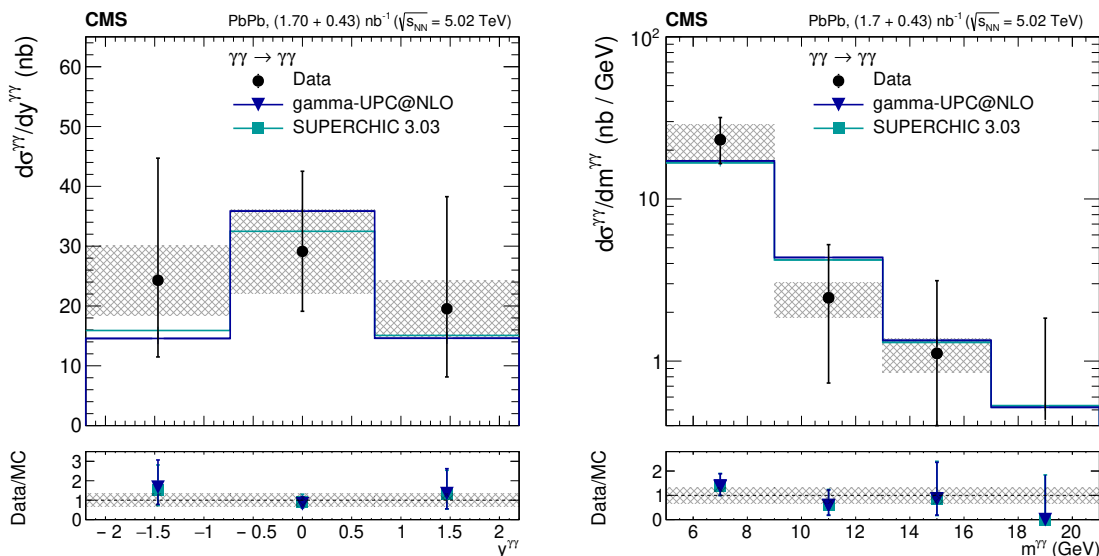 CMS PbPb, (1.70 + 0.43) nb⁻¹ (√s_NN = 5.02 TeV)
dσ^γγ/dy^γγ (nb)
60
50
40
30
20
10
0
γγ → γγ
Data
gamma-UPC@NLO
SUPERCHIC 3.03
Data/MC
3
2
1
0
−2 −1.5 −1 −0.5 0 0.5 1 1.5 2
y^γγ
CMS PbPb, (1.7 + 0.43) nb⁻¹ (√s_NN = 5.02 TeV)
dσ^γγ/dm^γγ (nb / GeV)
10²
10
1
γγ → γγ
Data
gamma-UPC@NLO
SUPERCHIC 3.03
Data/MC
2
1
0
6 8 10 12 14 16 18 20
m^γγ (GeV)